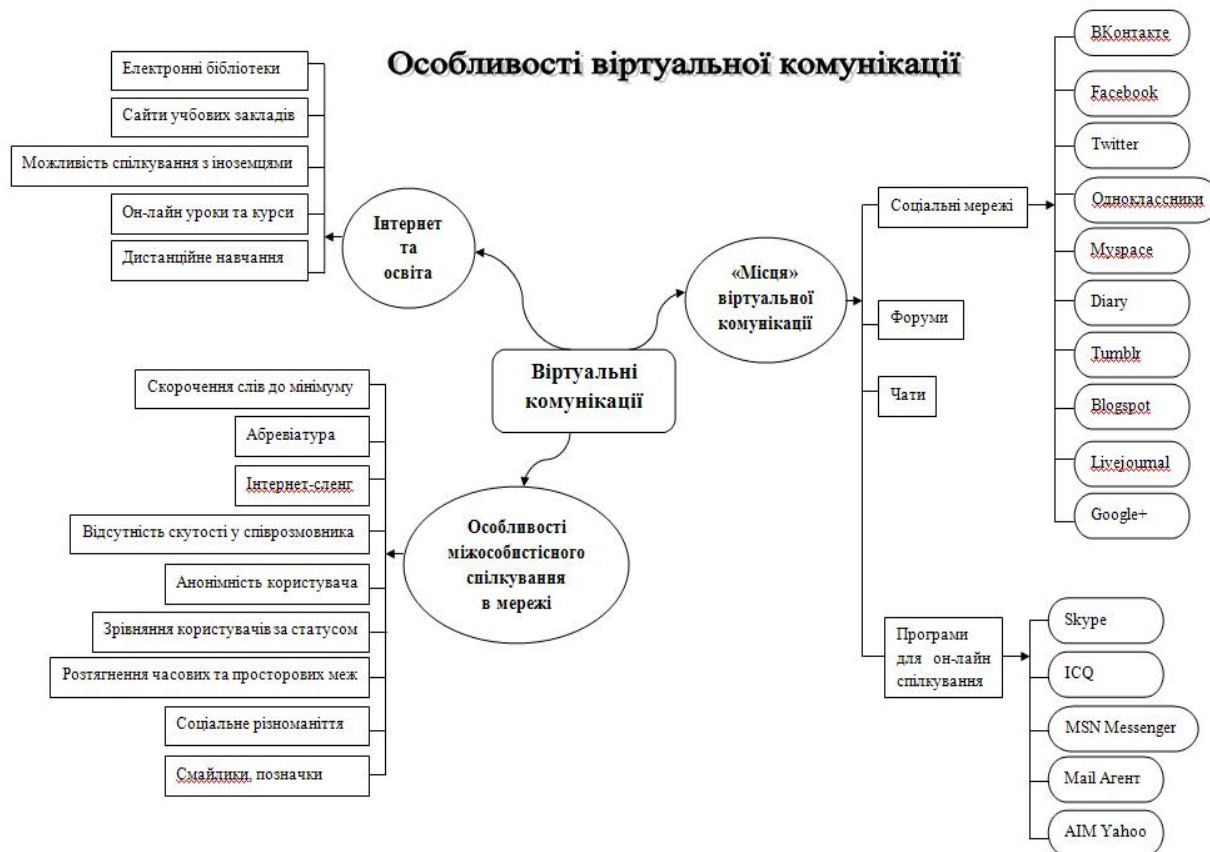 Особливості віртуальної комунікації
Електронні бібліотеки
Сайти учбових закладів
Можливість спілкування з іноземцями
Он-лайн уроки та курси
Дистанційне навчання
Інтернет
та
освіта
«Місця»
віртуальної
комунікації
Віртуальні
комунікації
Особливості
міжособистісного
спілкування
в мережі
Скорочення слів до мінімуму
Абревіатура
Інтернет-сленг
Відсутність скутості у співрозмовника
Анонімність користувача
Зрівняння користувачів за статусом
Розтягнення часових та просторових меж
Соціальне різноманіття
Смайлики, позначки
Соціальні мережі
Форуми
Чати
Програми
для он-лайн
спілкування
ВКонтакте
Facebook
Twitter
Одноклассники
Myspace
Diary
Tumblr
Blogspot
Livejournal
Google+
Skype
ICQ
MSN Messenger
Mail Агент
AIM Yahoo